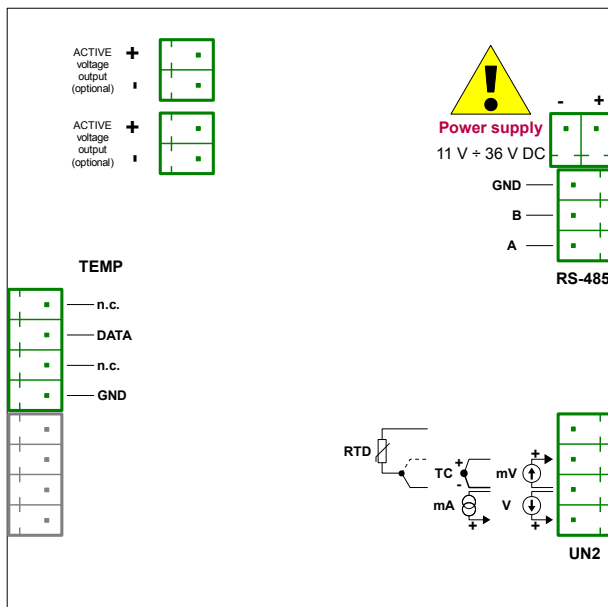 ACTIVE
voltage
output
(optional)
+
-
ACTIVE
voltage
output
(optional)
+
-
- +
Power supply
11 V ÷ 36 V DC
GND
B
A
RS-485
TEMP
n.c.
DATA
n.c.
GND
RTD
TC
+
-
mA
+
mV
+
V
+
UN2